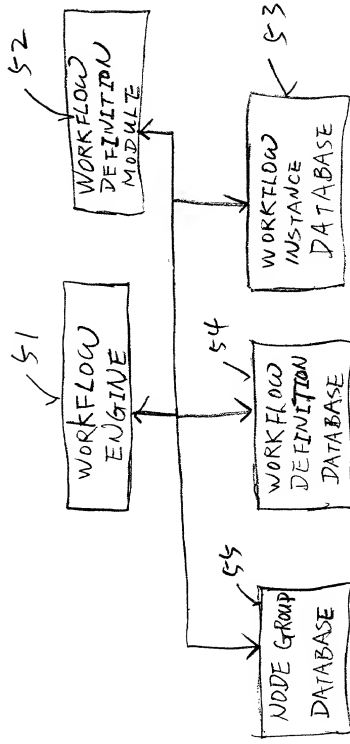 51
WORKFLOW
ENGINE
52
WORKFLOW
DEFINITION
MODULE
55
NODE GROUP
DATABASE
54
WORKFLOW
DEFINITION
DATABASE
53
WORKFLOW
INSTANCE
DATABASE